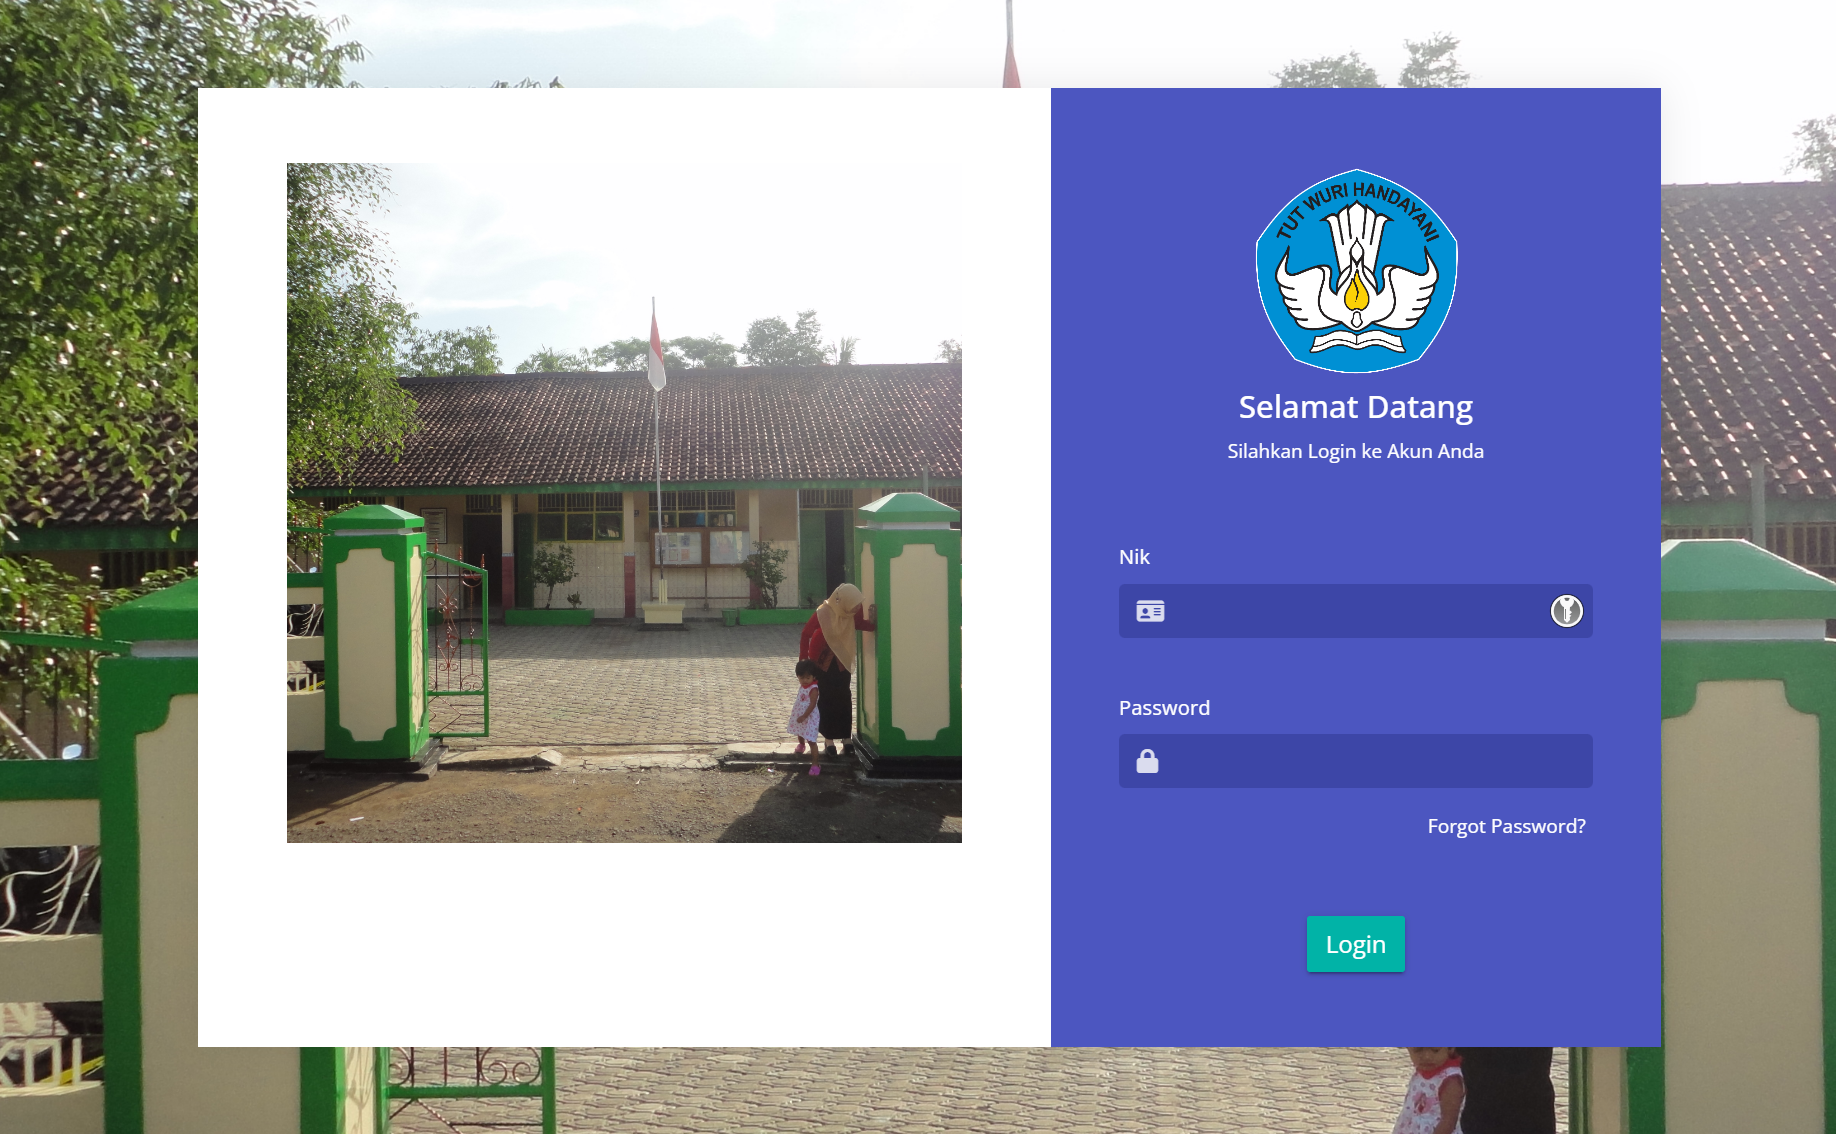 TUT WURI HANDAYANI
Selamat Datang
Silahkan Login ke Akun Anda
Nik
Password
Forgot Password?
Login